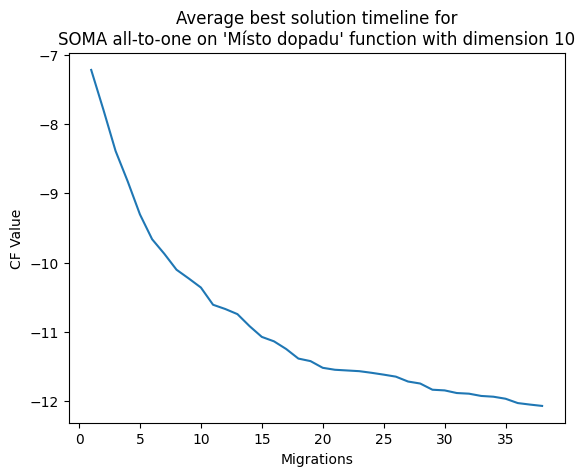 Average best solution timeline for
SOMA all-to-one on 'Místo dopadu' function with dimension 10
−7
−8
−9
−10
−11
−12
CF Value
0 5 10 15 20 25 30 35
Migrations